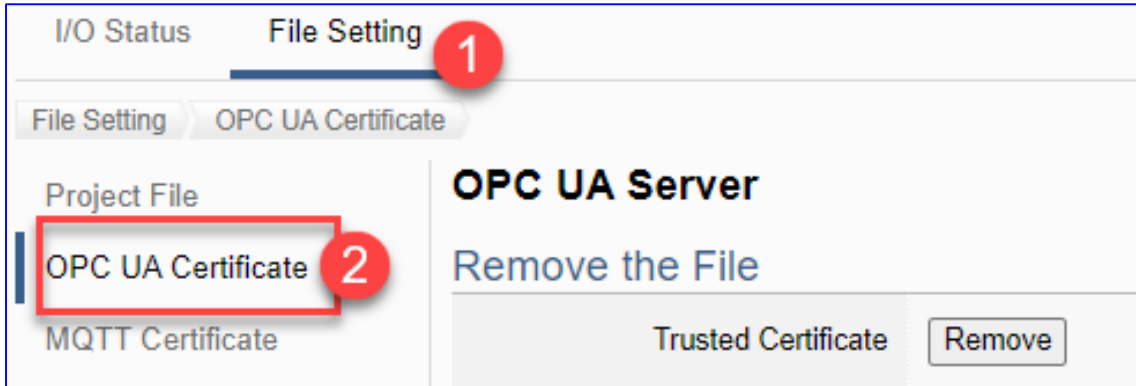 I/O Status File Setting 1
File Setting OPC UA Certificate
Project File
OPC UA Certificate 2
MQTT Certificate
OPC UA Server
Remove the File
Trusted Certificate Remove